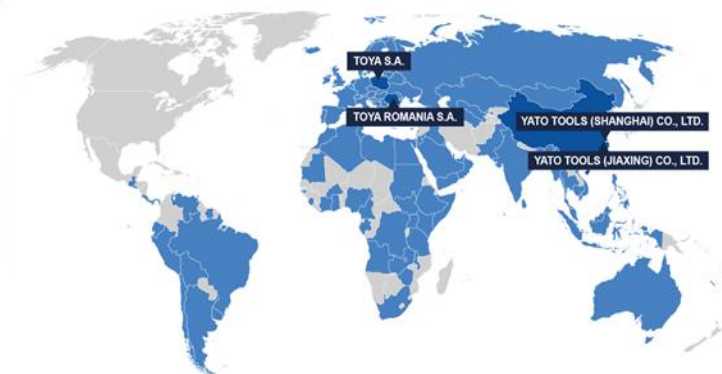 TOYA S.A.
TOYA ROMANIA S.A.
YATO TOOLS (SHANGHAI) CO., LTD.
YATO TOOLS (JIAXING) CO., LTD.